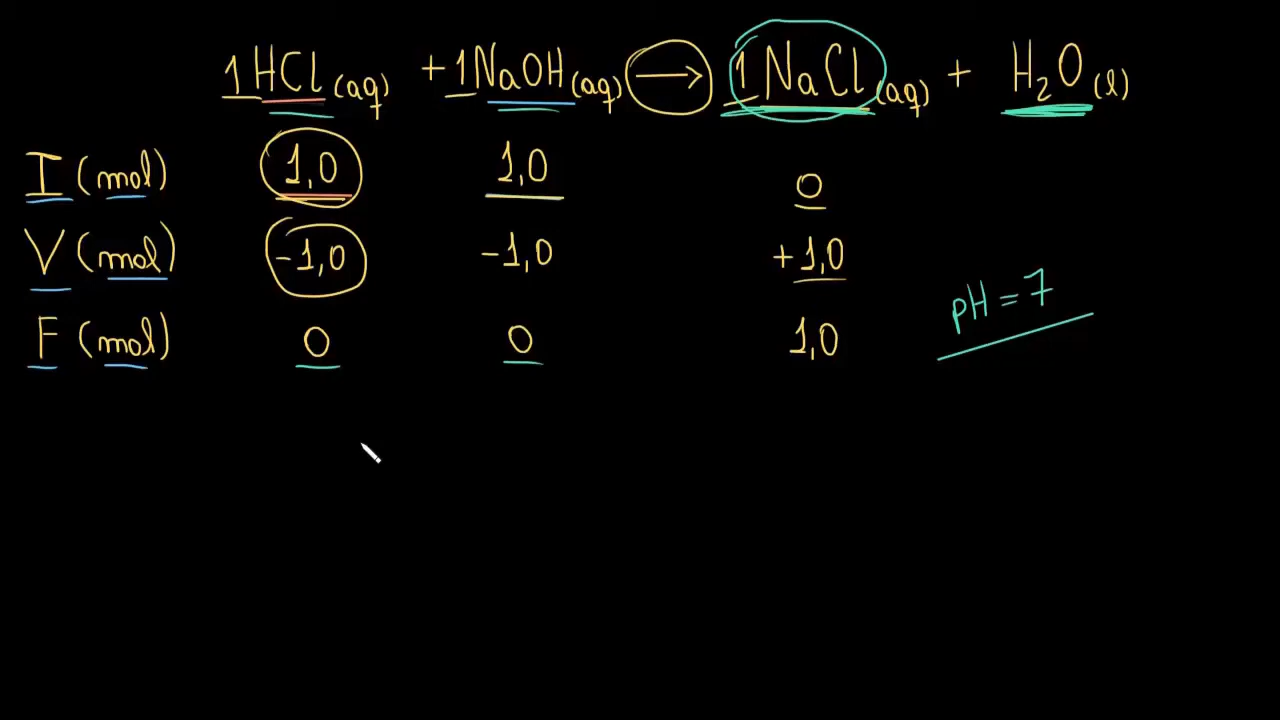 1HCl(aq) + 1NaOH(aq) → 1NaCl(aq) + H₂O(l)
I (mol) 1,0 1,0 0
V (mol) -1,0 -1,0 +1,0
F (mol) 0 0 1,0
pH = 7